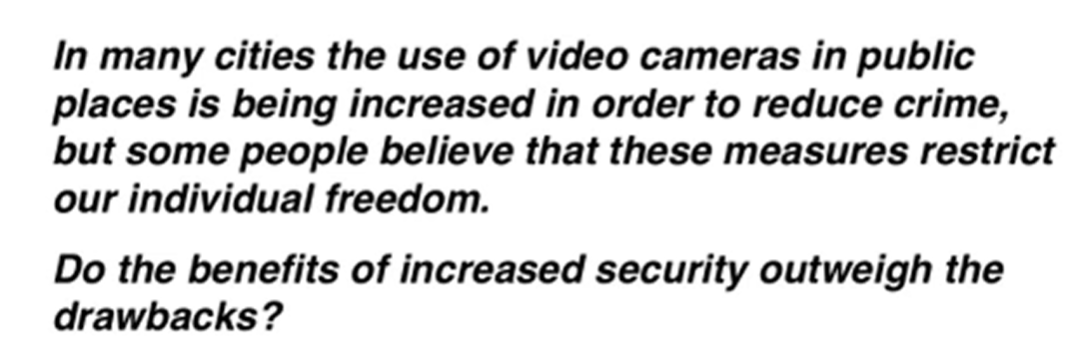 In many cities the use of video cameras in public
places is being increased in order to reduce crime,
but some people believe that these measures restrict
our individual freedom.
Do the benefits of increased security outweigh the
drawbacks?